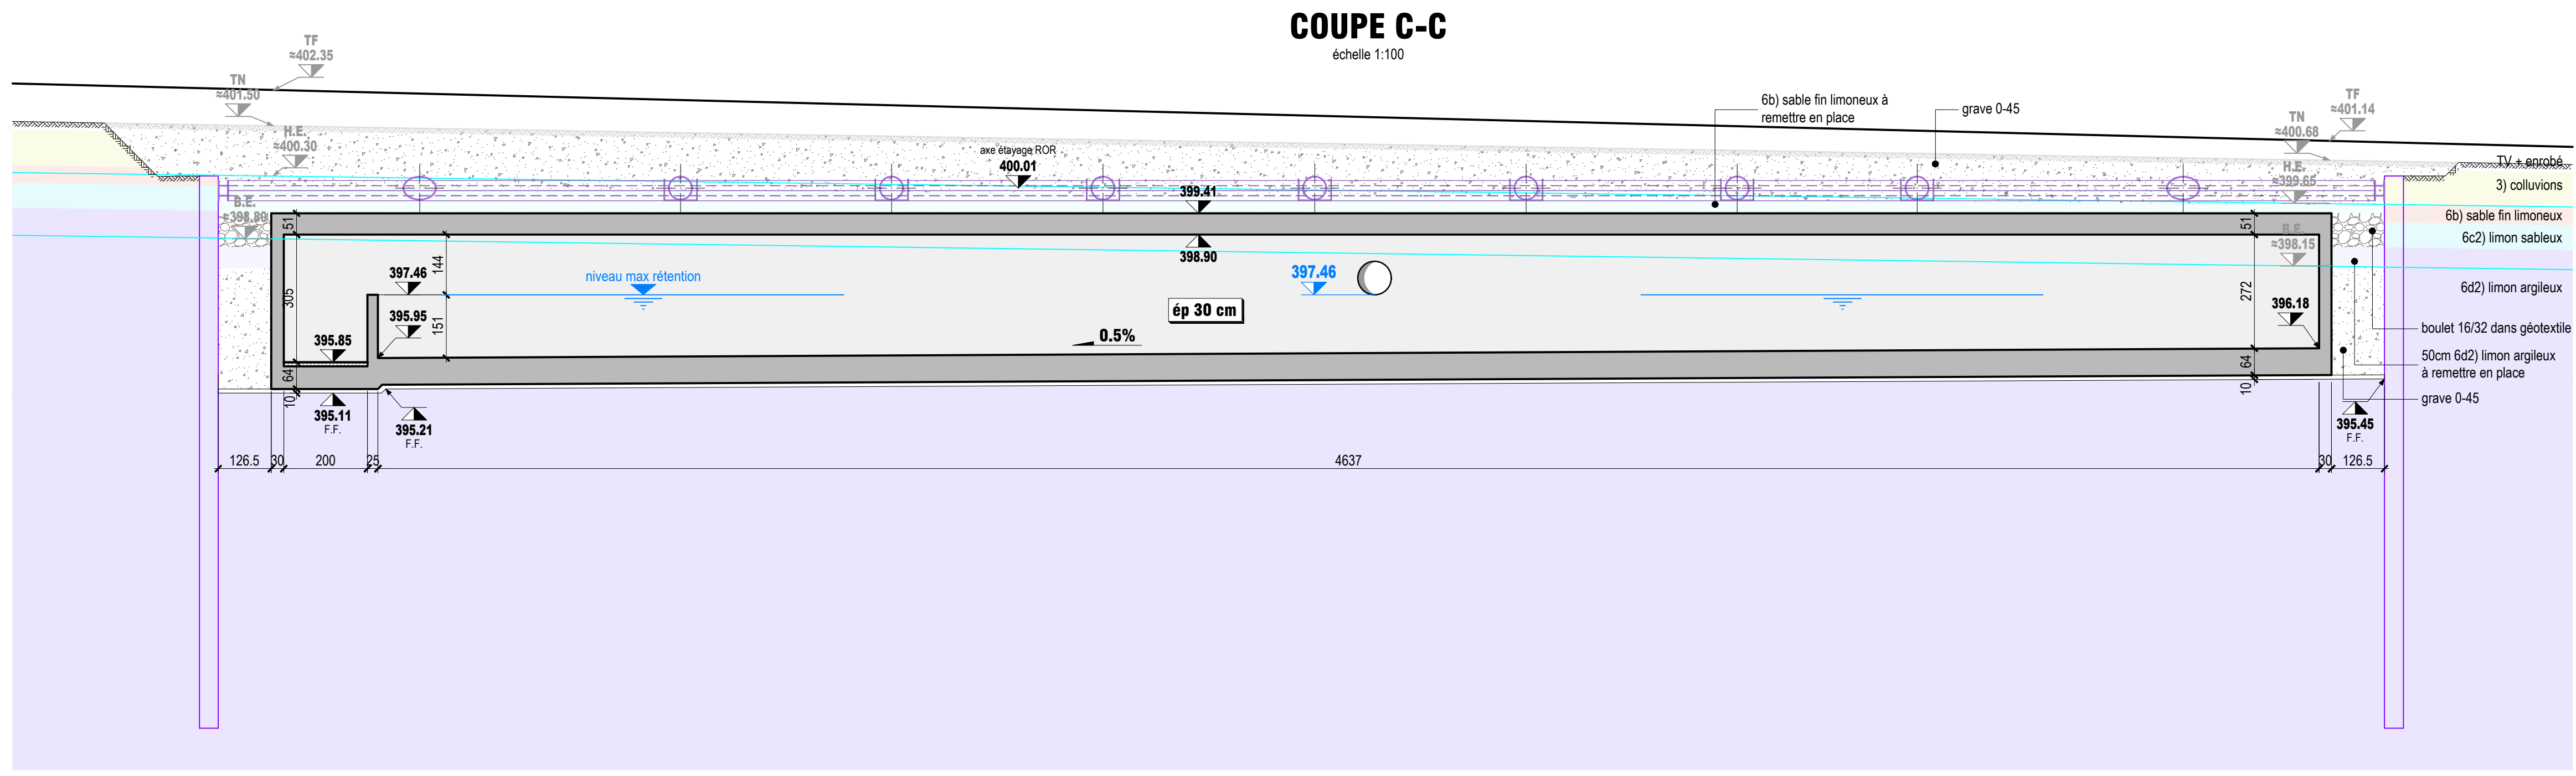 COUPE C-C
échelle 1:100
TF
≈402.35
TN
≈401.50
H.E.
≈400.30
B.E.
≈398.80
axe étayage ROR
400.01
399.41
398.90
6b) sable fin limoneux à
remettre en place
grave 0-45
TF
≈401.14
TN
≈400.68
H.E.
≈399.65
B.E.
≈398.15
TV + enrobé
3) colluvions
6b) sable fin limoneux
6c2) limon sableux
6d2) limon argileux
boulet 16/32 dans géotextile
50cm 6d2) limon argileux
à remettre en place
grave 0-45
51
305
64
10
144
151
397.46
395.95
395.85
niveau max rétention
397.46
ép 30 cm
0.5%
51
272
64
10
396.18
395.11
F.F.
395.21
F.F.
395.45
F.F.
126.5
30
200
25
4637
30
126.5